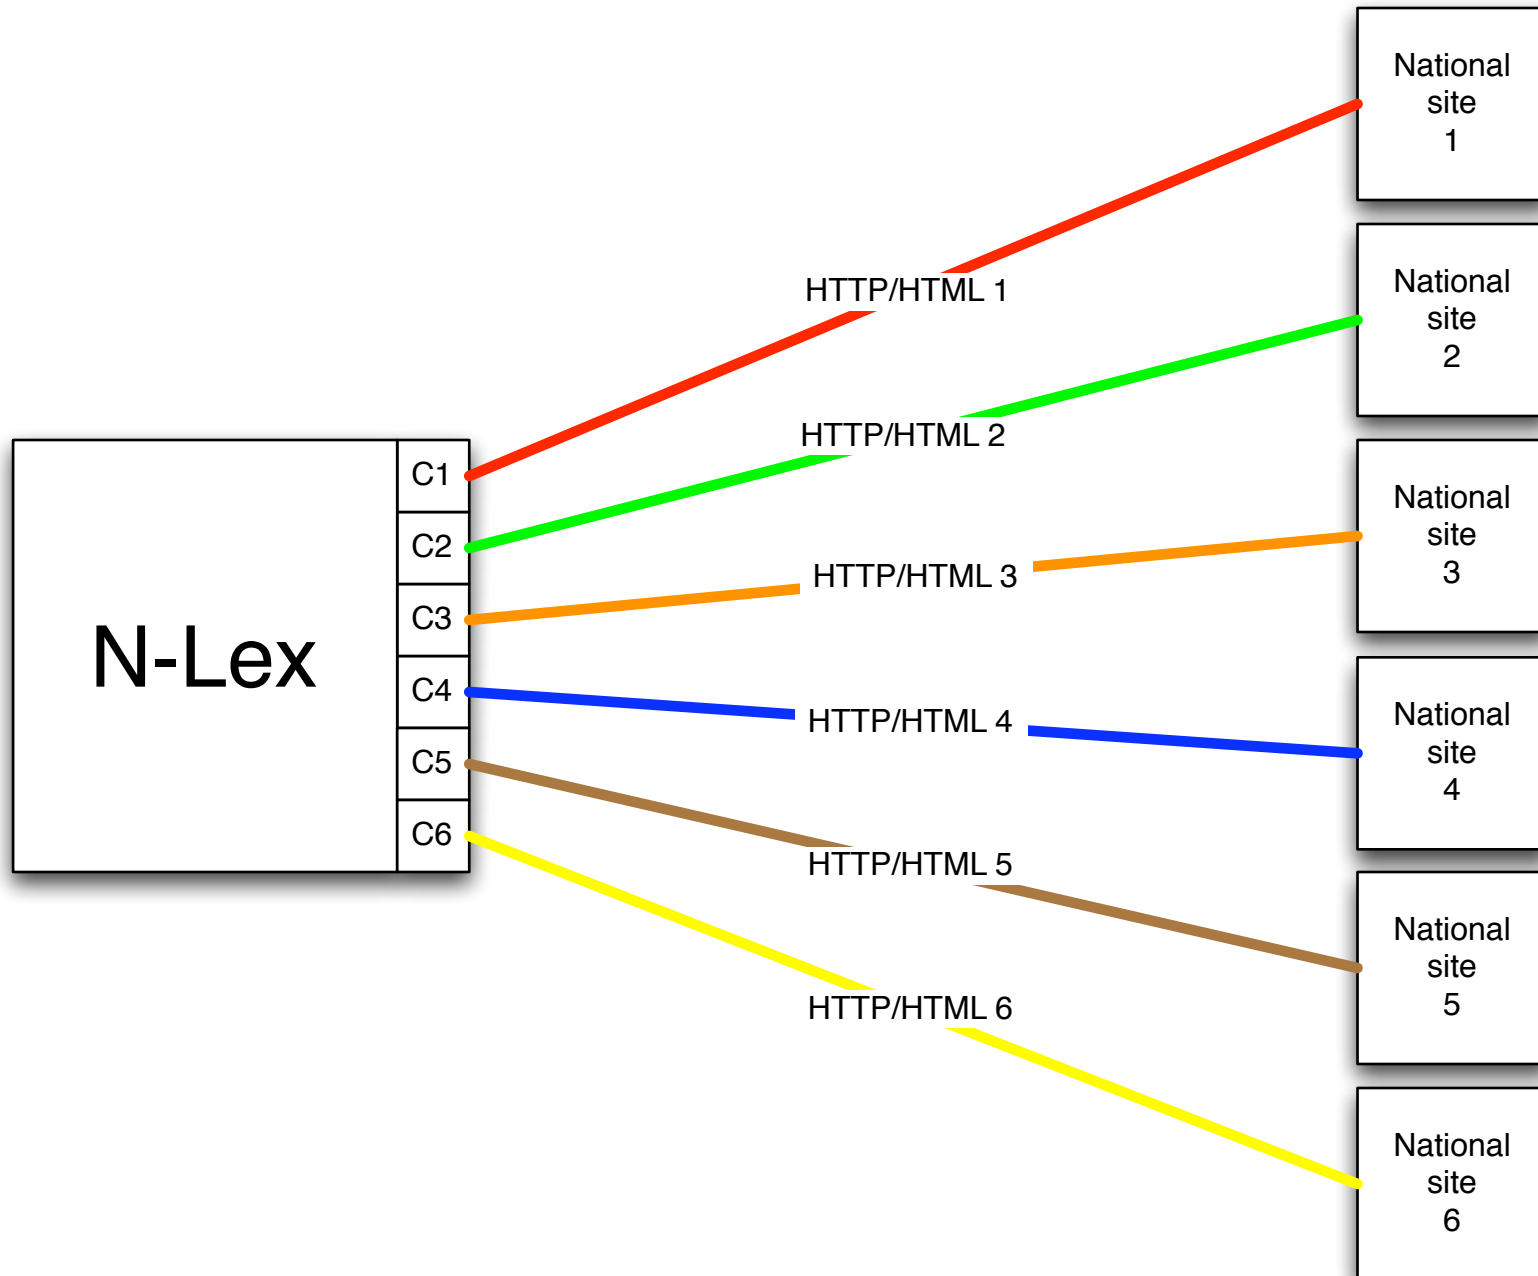 N-Lex
C1
C2
C3
C4
C5
C6
HTTP/HTML 1
HTTP/HTML 2
HTTP/HTML 3
HTTP/HTML 4
HTTP/HTML 5
HTTP/HTML 6
National
site
1
National
site
2
National
site
3
National
site
4
National
site
5
National
site
6